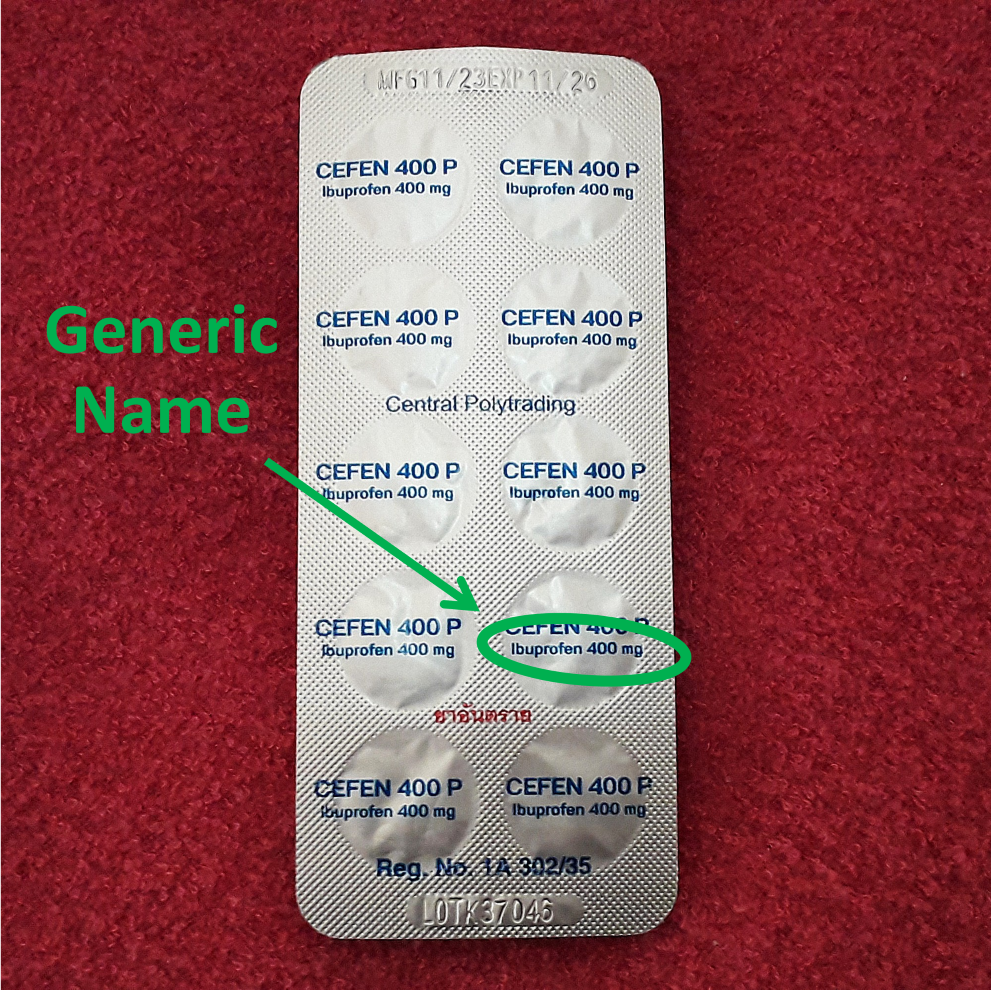 MFG11/23EXP11/26
CEFEN 400 P
Ibuprofen 400 mg
CEFEN 400 P
Ibuprofen 400 mg
CEFEN 400 P
Ibuprofen 400 mg
CEFEN 400 P
Ibuprofen 400 mg
Generic
Name
Central Polytrading
CEFEN 400 P
Ibuprofen 400 mg
CEFEN 400 P
Ibuprofen 400 mg
CEFEN 400 P
Ibuprofen 400 mg
CEFEN 400 P
Ibuprofen 400 mg
ยาอันตราย
CEFEN 400 P
Ibuprofen 400 mg
CEFEN 400 P
Ibuprofen 400 mg
Reg. No. 1A 302/35
LOTK37046